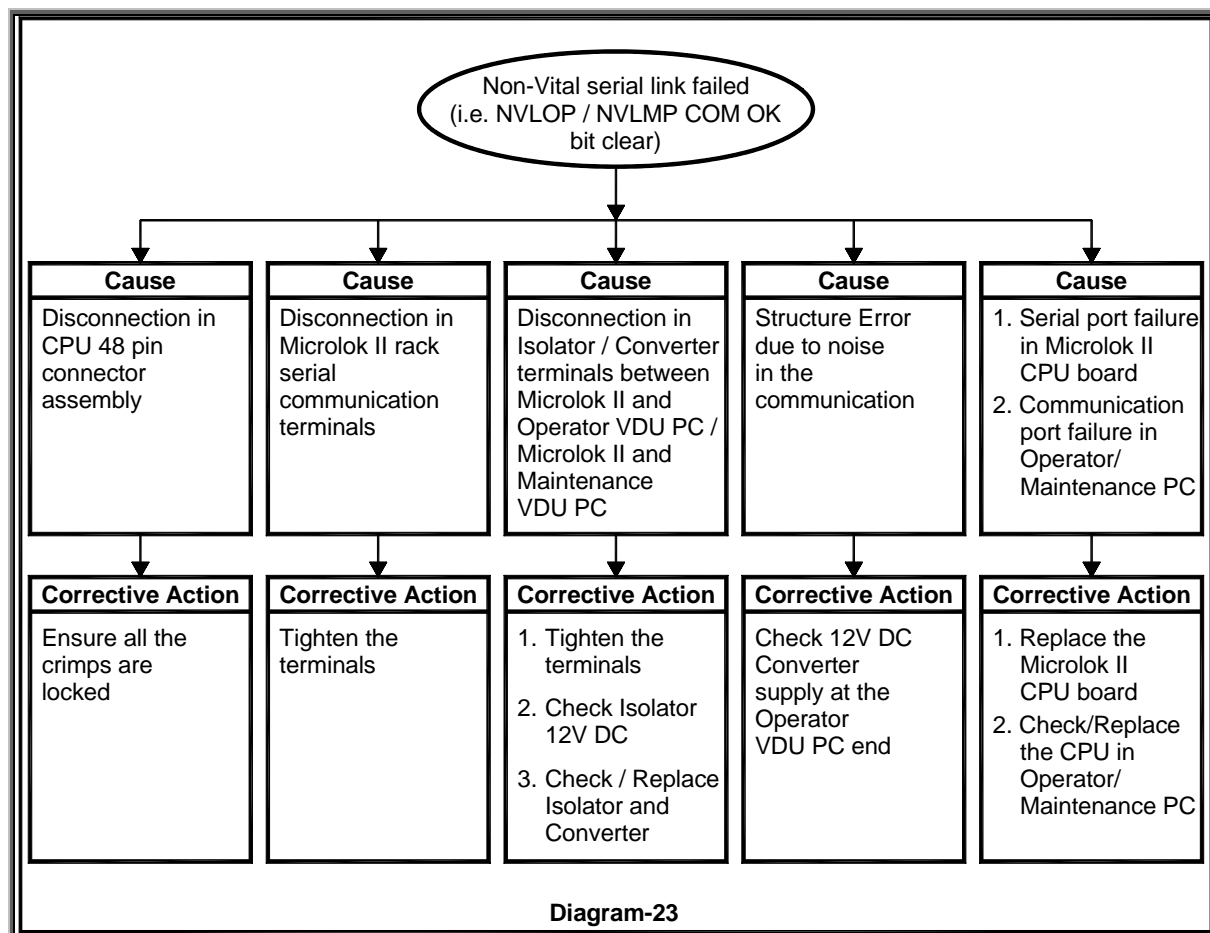 Non-Vital serial link failed
(i.e. NVLOP / NVLMP COM OK
bit clear)
Cause
Disconnection in
CPU 48 pin
connector
assembly
Cause
Disconnection in
Microlok II rack
serial
communication
terminals
Cause
Disconnection in
Isolator / Converter
terminals between
Microlok II and
Operator VDU PC /
Microlok II and
Maintenance
VDU PC
Cause
Structure Error
due to noise
in the
communication
Cause
1. Serial port failure
in Microlok II
CPU board
2. Communication
port failure in
Operator/
Maintenance PC
Corrective Action
Ensure all the
crimps are
locked
Corrective Action
Tighten the
terminals
Corrective Action
1. Tighten the
terminals
2. Check Isolator
12V DC
3. Check / Replace
Isolator and
Converter
Corrective Action
Check 12V DC
Converter
supply at the
Operator
VDU PC end
Corrective Action
1. Replace the
Microlok II
CPU board
2. Check/Replace
the CPU in
Operator/
Maintenance PC
Diagram-23